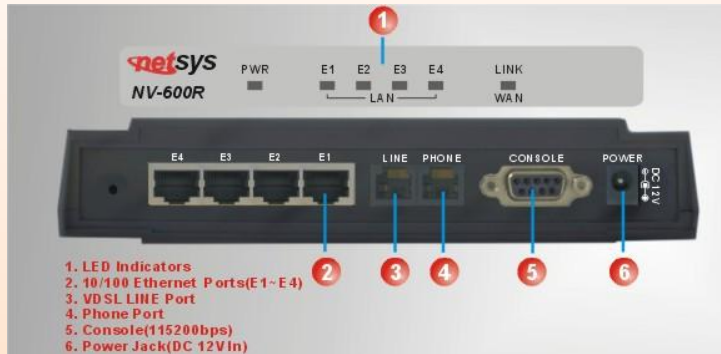 netsys
NV-600R
PWR E1 E2 E3 E4 LINK
LAN WAN
1
E4 E3 E2 E1 LINE PHONE CONSOLE POWER
DC 12V
2 3 4 5 6
1. LED Indicators
2. 10/100 Ethernet Ports(E1~E4)
3. VDSL LINE Port
4. Phone Port
5. Console(115200bps)
6. Power Jack(DC 12Vin)